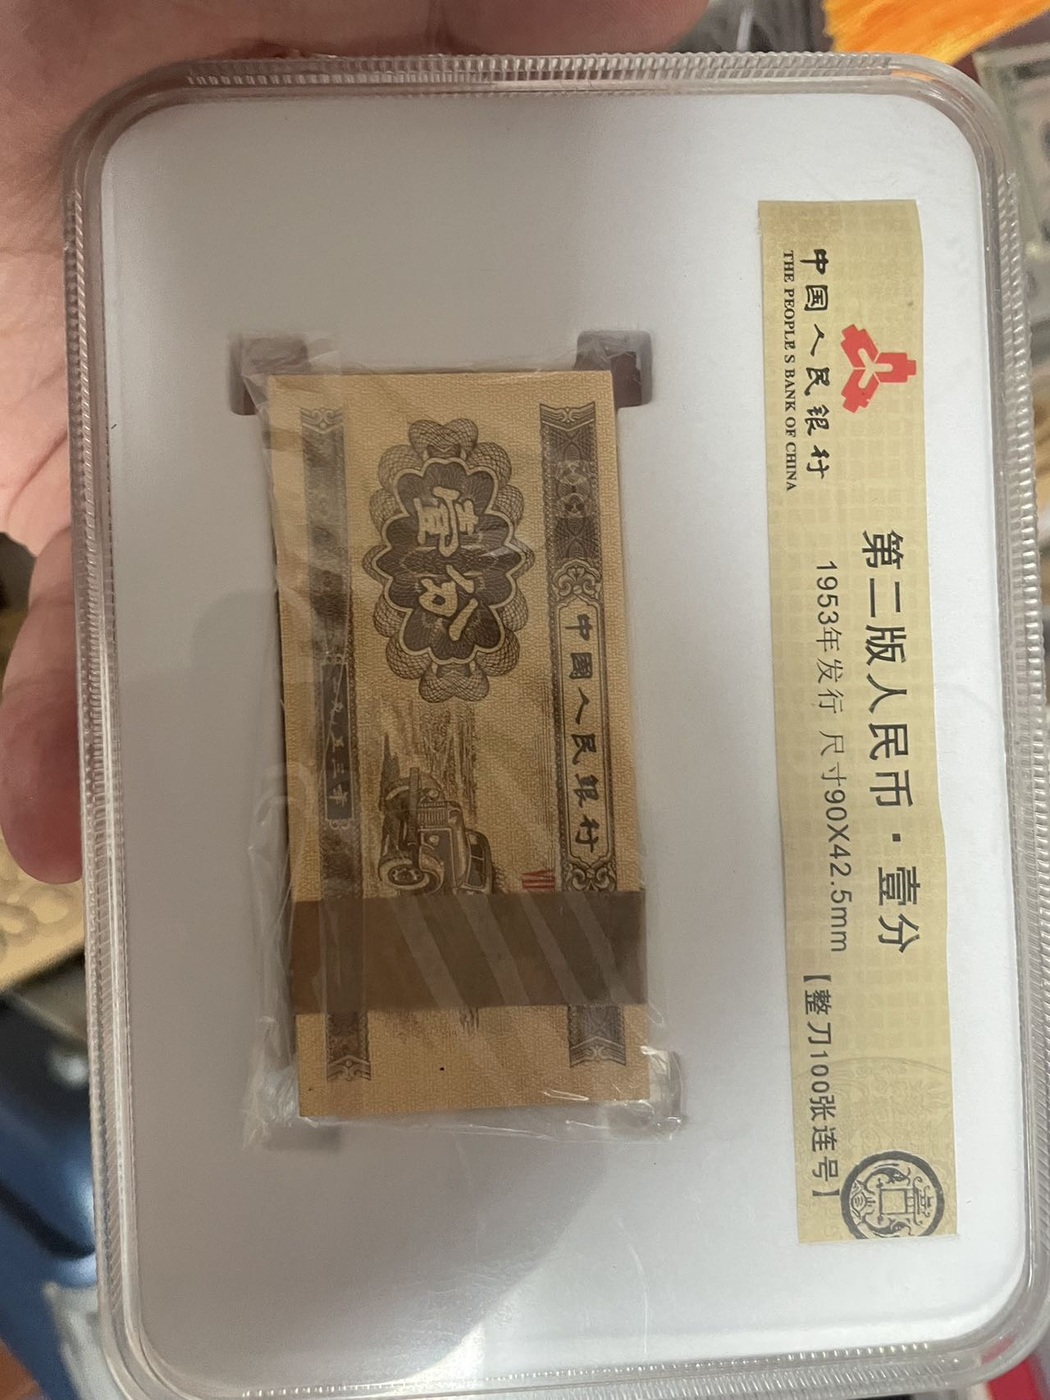 中国人民银行
THE PEOPLE'S BANK OF CHINA
第二版人民币·壹分
1953年发行 尺寸90X42.5mm 【整刀100张连号】
中國人民銀行
壹分
一九五三年